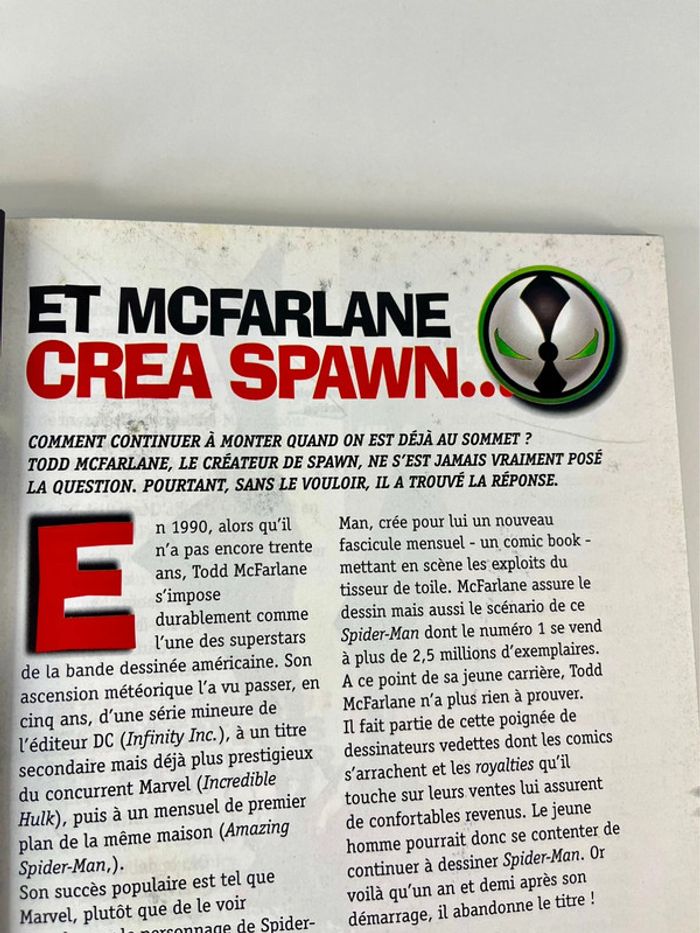 ET MCFARLANE
CREA SPAWN...
COMMENT CONTINUER À MONTER QUAND ON EST DÉJÀ AU SOMMET ?
TODD MCFARLANE, LE CRÉATEUR DE SPAWN, NE S'EST JAMAIS VRAIMENT POSÉ
LA QUESTION. POURTANT, SANS LE VOULOIR, IL A TROUVÉ LA RÉPONSE.
En 1990, alors qu'il
n'a pas encore trente
ans, Todd McFarlane
s'impose
durablement comme
l'une des superstars
de la bande dessinée américaine. Son
ascension météorique l'a vu passer, en
cinq ans, d'une série mineure de
l'éditeur DC (Infinity Inc.), à un titre
secondaire mais déjà plus prestigieux
du concurrent Marvel (Incredible
Hulk), puis à un mensuel de premier
plan de la même maison (Amazing
Spider-Man,).
Son succès populaire est tel que
Marvel, plutôt que de le voir
personnage de Spider-
Man, crée pour lui un nouveau
fascicule mensuel - un comic book -
mettant en scène les exploits du
tisseur de toile. McFarlane assure le
dessin mais aussi le scénario de ce
Spider-Man dont le numéro 1 se vend
à plus de 2,5 millions d'exemplaires.
A ce point de sa jeune carrière, Todd
McFarlane n'a plus rien à prouver.
Il fait partie de cette poignée de
dessinateurs vedettes dont les comics
s'arrachent et les royalties qu'il
touche sur leurs ventes lui assurent
de confortables revenus. Le jeune
homme pourrait donc se contenter de
continuer à dessiner Spider-Man. Or
voilà qu'un an et demi après son
démarrage, il abandonne le titre !